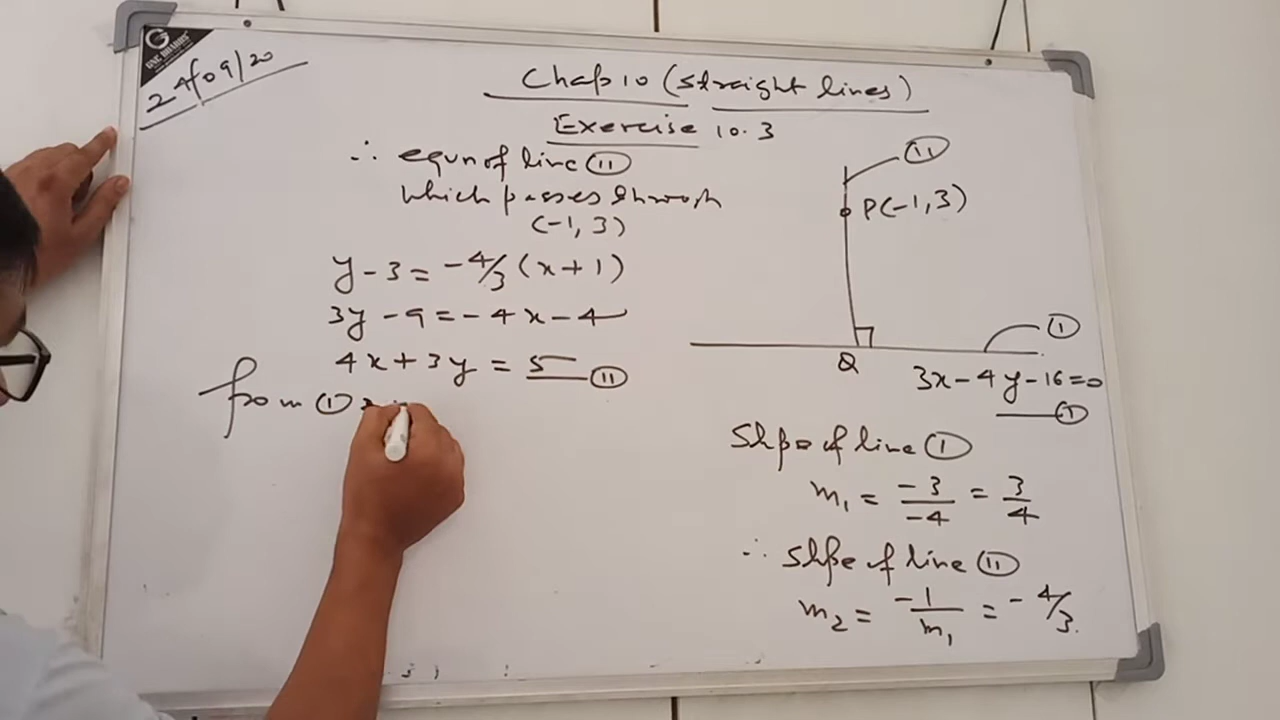 24/09/20
Chap 10 (straight lines)
Exercise 10.3
∴ equn of line (II)
which passes through
(-1, 3)
y - 3 = -4/3 (x + 1)
3y - 9 = -4x - 4
4x + 3y = 5 (II)
from (I)
(II)
P(-1, 3)
(I)
Q
3x - 4y - 16 = 0
(I)
Slope of line (I)
m₁ = -3/-4 = 3/4
∴ Slope of line (II)
m₂ = -1/m₁ = -4/3.